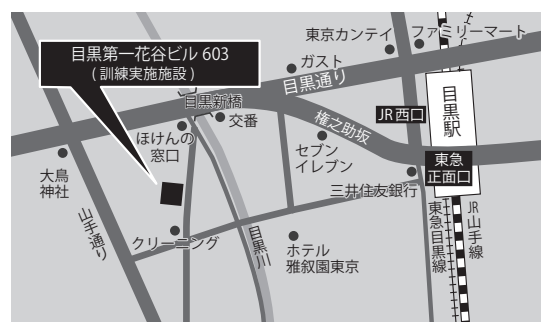 目黒第一花谷ビル 603
（訓練実施施設）
東京カンテイ
ファミリーマート
ガスト
目黒通り
目黒新橋
交番
権之助坂
JR西口
目黒駅
ほけんの
窓口
セブン
イレブン
東急
正面口
大鳥
神社
三井住友銀行
山手通り
クリーニング
目黒川
ホテル
雅叙園東京
東急目黒線
JR山手線